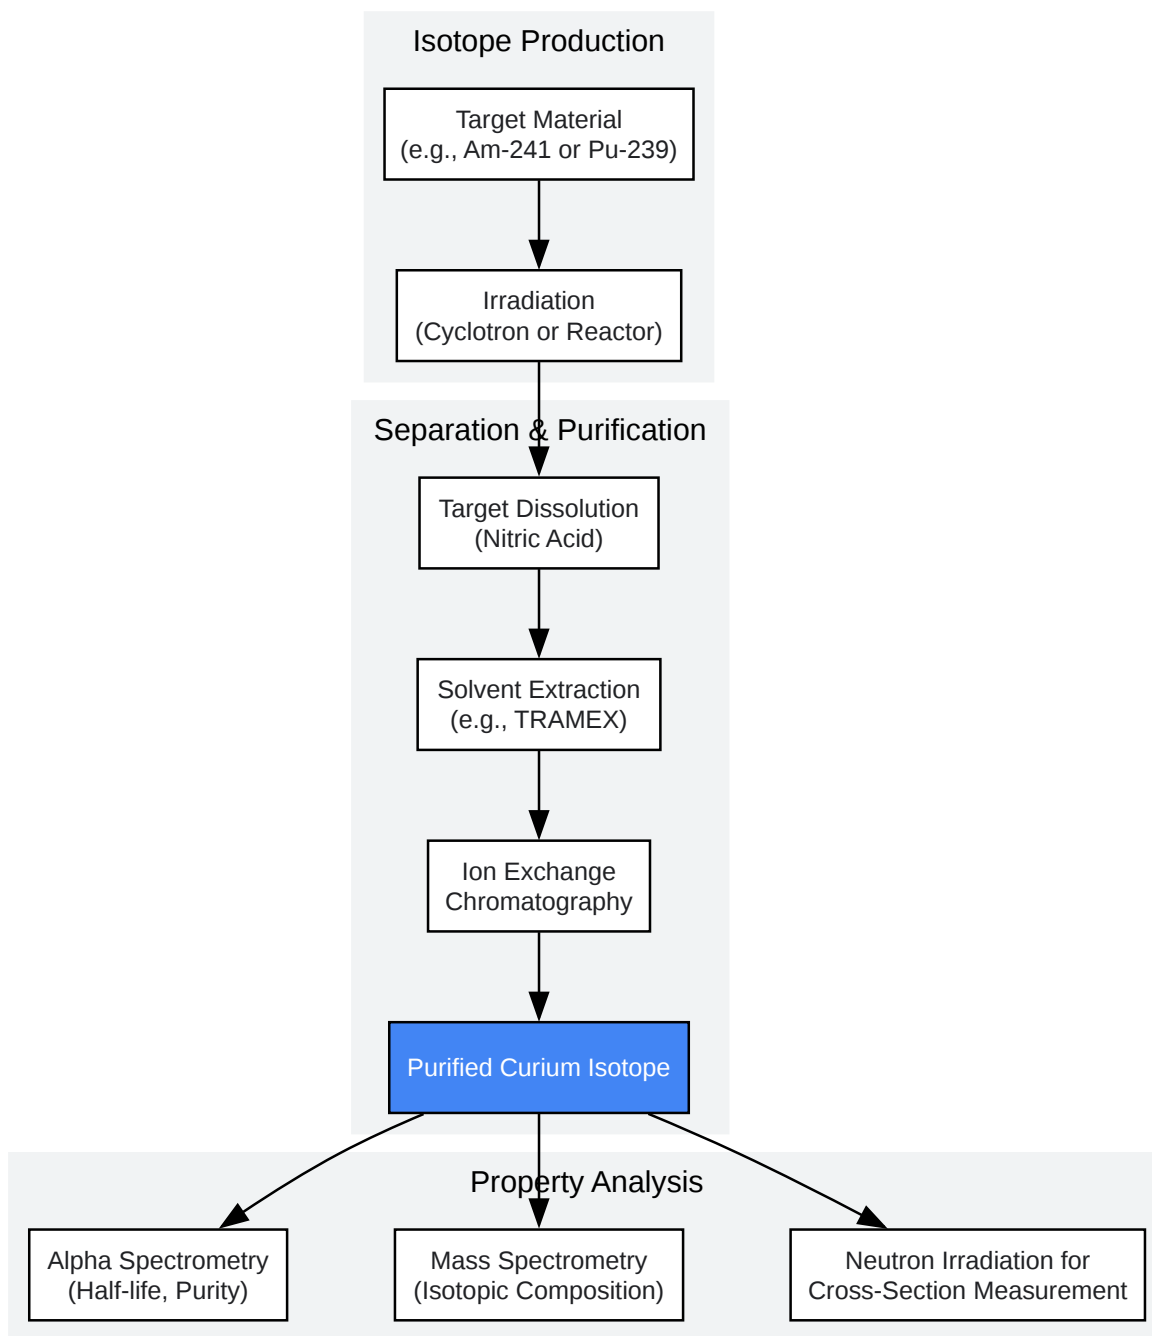 Isotope Production
Target Material
(e.g., Am-241 or Pu-239)
Irradiation
(Cyclotron or Reactor)
Separation & Purification
Target Dissolution
(Nitric Acid)
Solvent Extraction
(e.g., TRAMEX)
Ion Exchange
Chromatography
Purified Curium Isotope
Property Analysis
Alpha Spectrometry
(Half-life, Purity)
Mass Spectrometry
(Isotopic Composition)
Neutron Irradiation for
Cross-Section Measurement